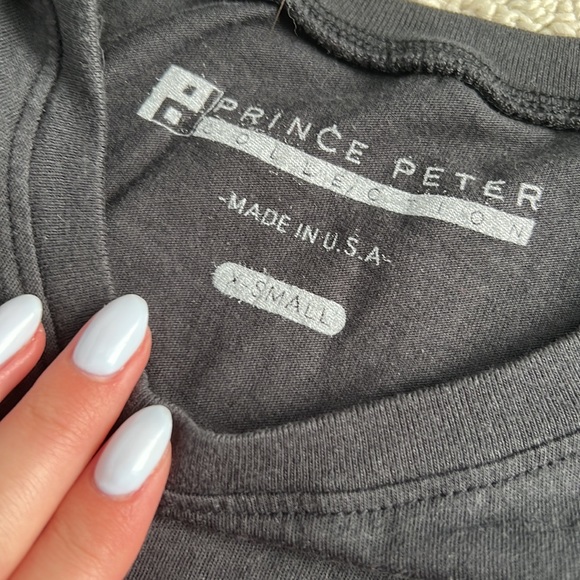 PRINCE PETER
COLLECTION
-MADE IN U.S.A-
X-SMALL